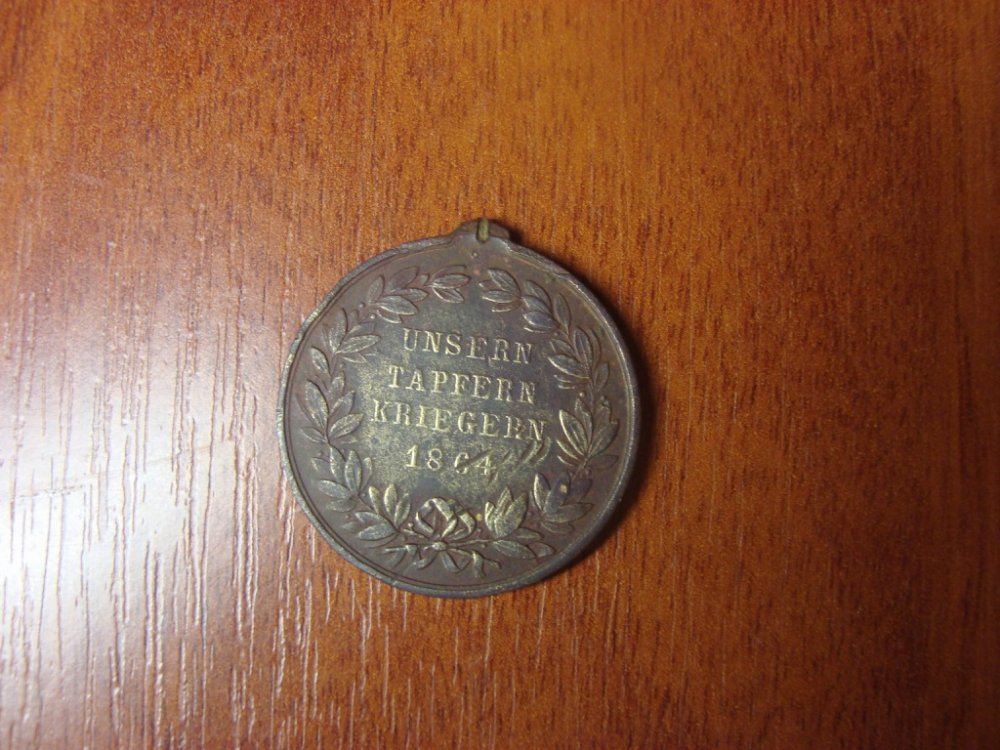 UNSERN
TAPFERN
KRIEGERN
1864